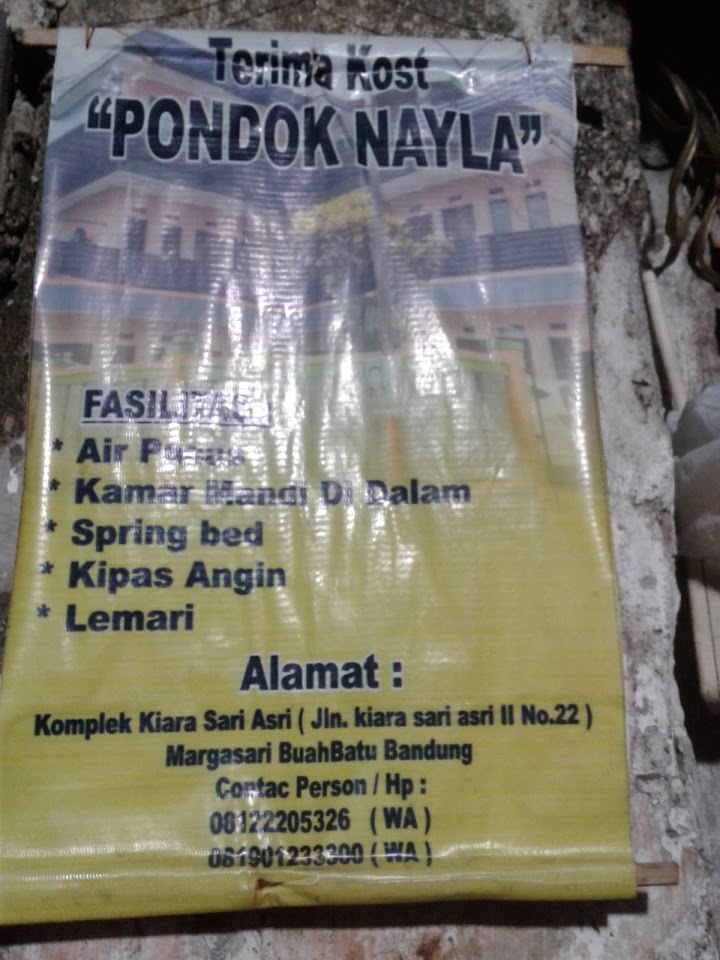 Terima Kost
“PONDOK NAYLA”
FASILITAS :
* Air Panas
* Kamar Mandi Di Dalam
* Spring bed
* Kipas Angin
* Lemari
Alamat :
Komplek Kiara Sari Asri ( Jln. kiara sari asri II No.22 )
Margasari BuahBatu Bandung
Contac Person / Hp :
08122205326 ( WA )
081901233300 ( WA )